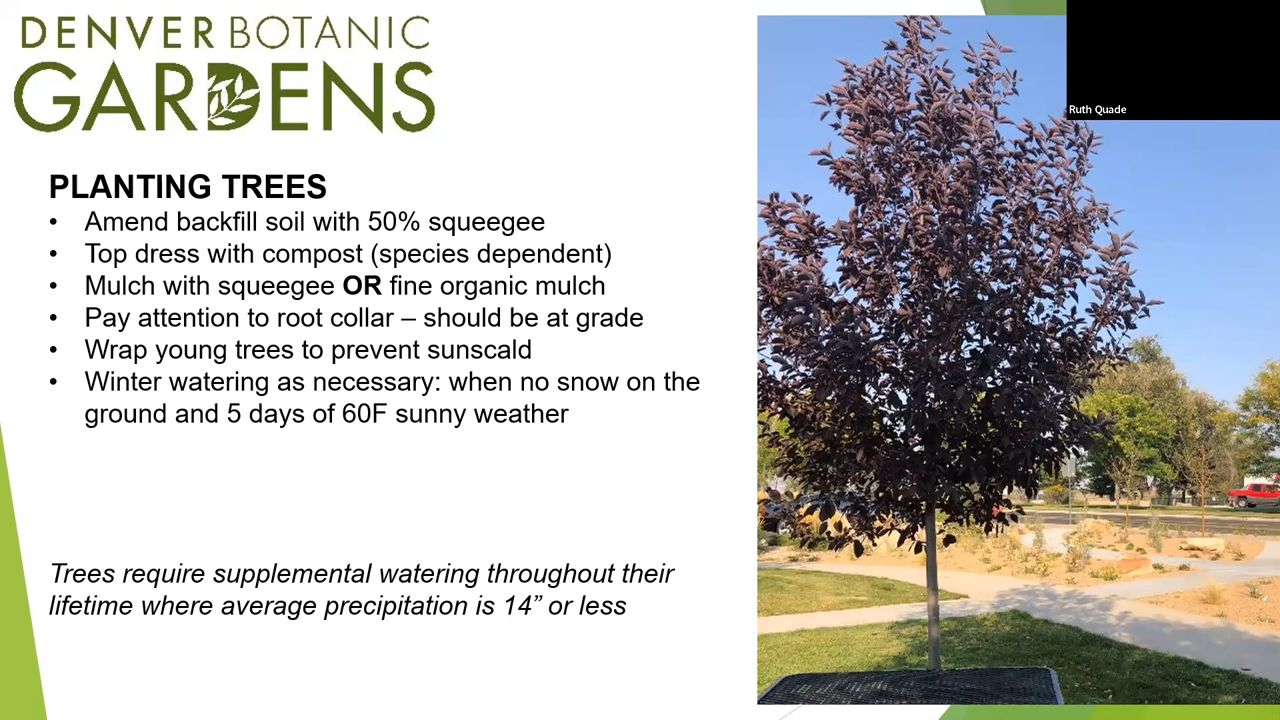 DENVER BOTANIC
GARDENS
Ruth Quade
PLANTING TREES
• Amend backfill soil with 50% squeegee
• Top dress with compost (species dependent)
• Mulch with squeegee OR fine organic mulch
• Pay attention to root collar – should be at grade
• Wrap young trees to prevent sunscald
• Winter watering as necessary: when no snow on the
ground and 5 days of 60F sunny weather
Trees require supplemental watering throughout their
lifetime where average precipitation is 14” or less